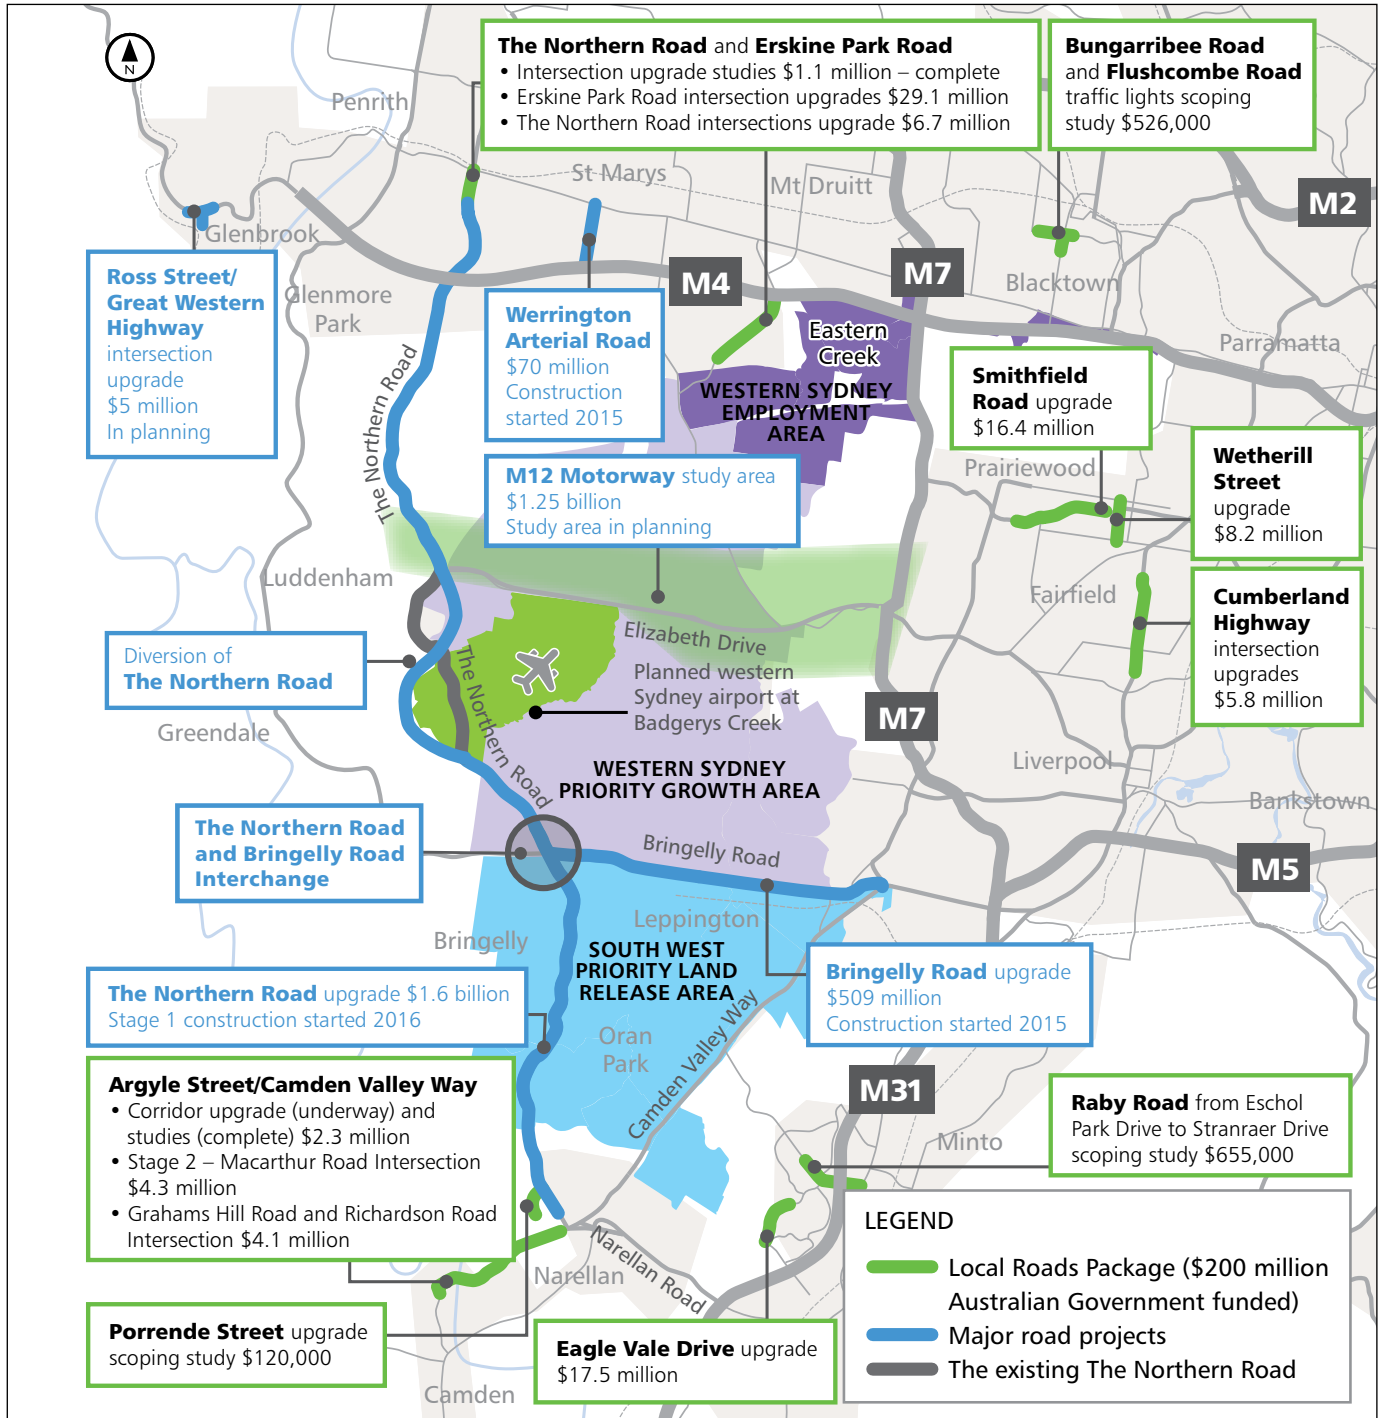 N
Penrith
The Northern Road and Erskine Park Road
• Intersection upgrade studies $1.1 million – complete
• Erskine Park Road intersection upgrades $29.1 million
• The Northern Road intersections upgrade $6.7 million
Bungarribee Road
and Flushcombe Road
traffic lights scoping
study $526,000
St Marys
Mt Druitt
M2
Glenbrook
Ross Street/
Great Western
Highway
intersection
upgrade
$5 million
In planning
Glenmore
Park
M4
M7
Blacktown
Werrington
Arterial Road
$70 million
Construction
started 2015
Eastern
Creek
Parramatta
The Northern Road
WESTERN SYDNEY
EMPLOYMENT
AREA
Smithfield
Road upgrade
$16.4 million
Prairiewood
Wetherill
Street
upgrade
$8.2 million
M12 Motorway study area
$1.25 billion
Study area in planning
Luddenham
Fairfield
Cumberland
Highway
intersection
upgrades
$5.8 million
Elizabeth Drive
Diversion of
The Northern Road
The Northern Road
Planned western
Sydney airport at
Badgerys Creek
M7
Greendale
Liverpool
WESTERN SYDNEY
PRIORITY GROWTH AREA
Bankstown
The Northern Road
and Bringelly Road
Interchange
Bringelly Road
M5
Leppington
Bringelly
SOUTH WEST
PRIORITY LAND
RELEASE AREA
Bringelly Road upgrade
$509 million
Construction started 2015
The Northern Road upgrade $1.6 billion
Stage 1 construction started 2016
Oran
Park
Camden Valley Way
M31
Argyle Street/Camden Valley Way
• Corridor upgrade (underway) and
studies (complete) $2.3 million
• Stage 2 – Macarthur Road Intersection
$4.3 million
• Grahams Hill Road and Richardson Road
Intersection $4.1 million
Raby Road from Eschol
Park Drive to Stranraer Drive
scoping study $655,000
Minto
Narellan Road
Narellan
LEGEND
Local Roads Package ($200 million
Australian Government funded)
Major road projects
The existing The Northern Road
Porrende Street upgrade
scoping study $120,000
Eagle Vale Drive upgrade
$17.5 million
Camden